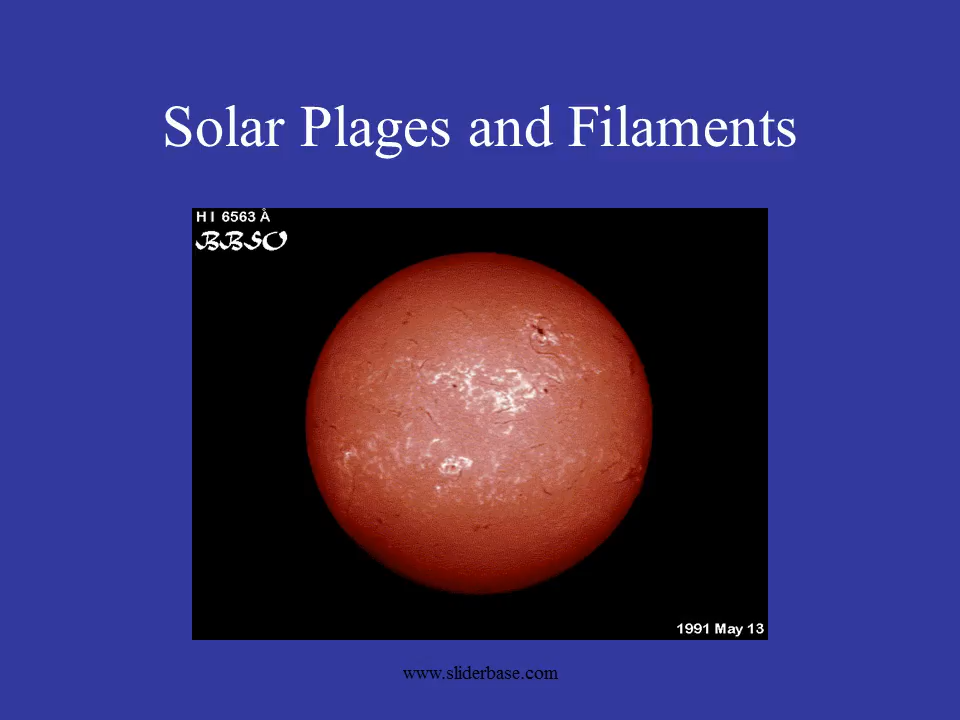 Solar Plages and Filaments
H I 6563 Å
BBSO
1991 May 13
www.sliderbase.com